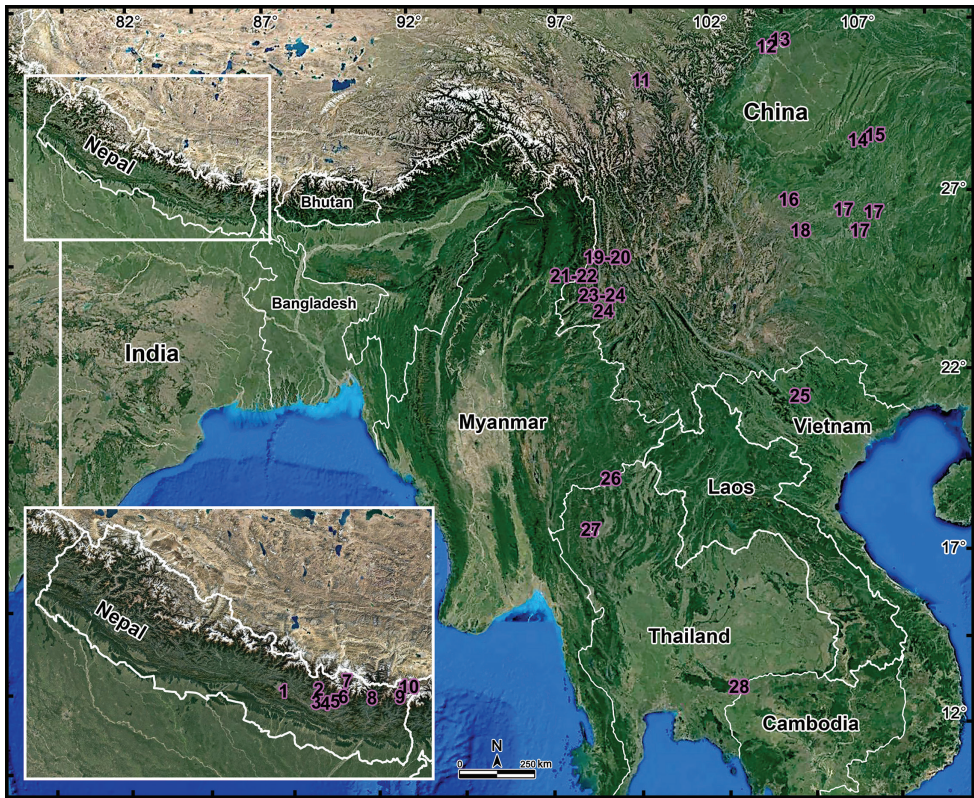 82° 87° 92° 97° 102° 107°
13
12
11
China
15
14
Nepal
27°
16
Bhutan
17 17
18 17
19-20
21-22
23-24
Bangladesh
24
India
22°
25
Myanmar
Vietnam
26
Laos
27
17°
Nepal
Thailand
7
10
1 2
3 4 5 6 8 9
28
12°
Cambodia
N
0 250 km